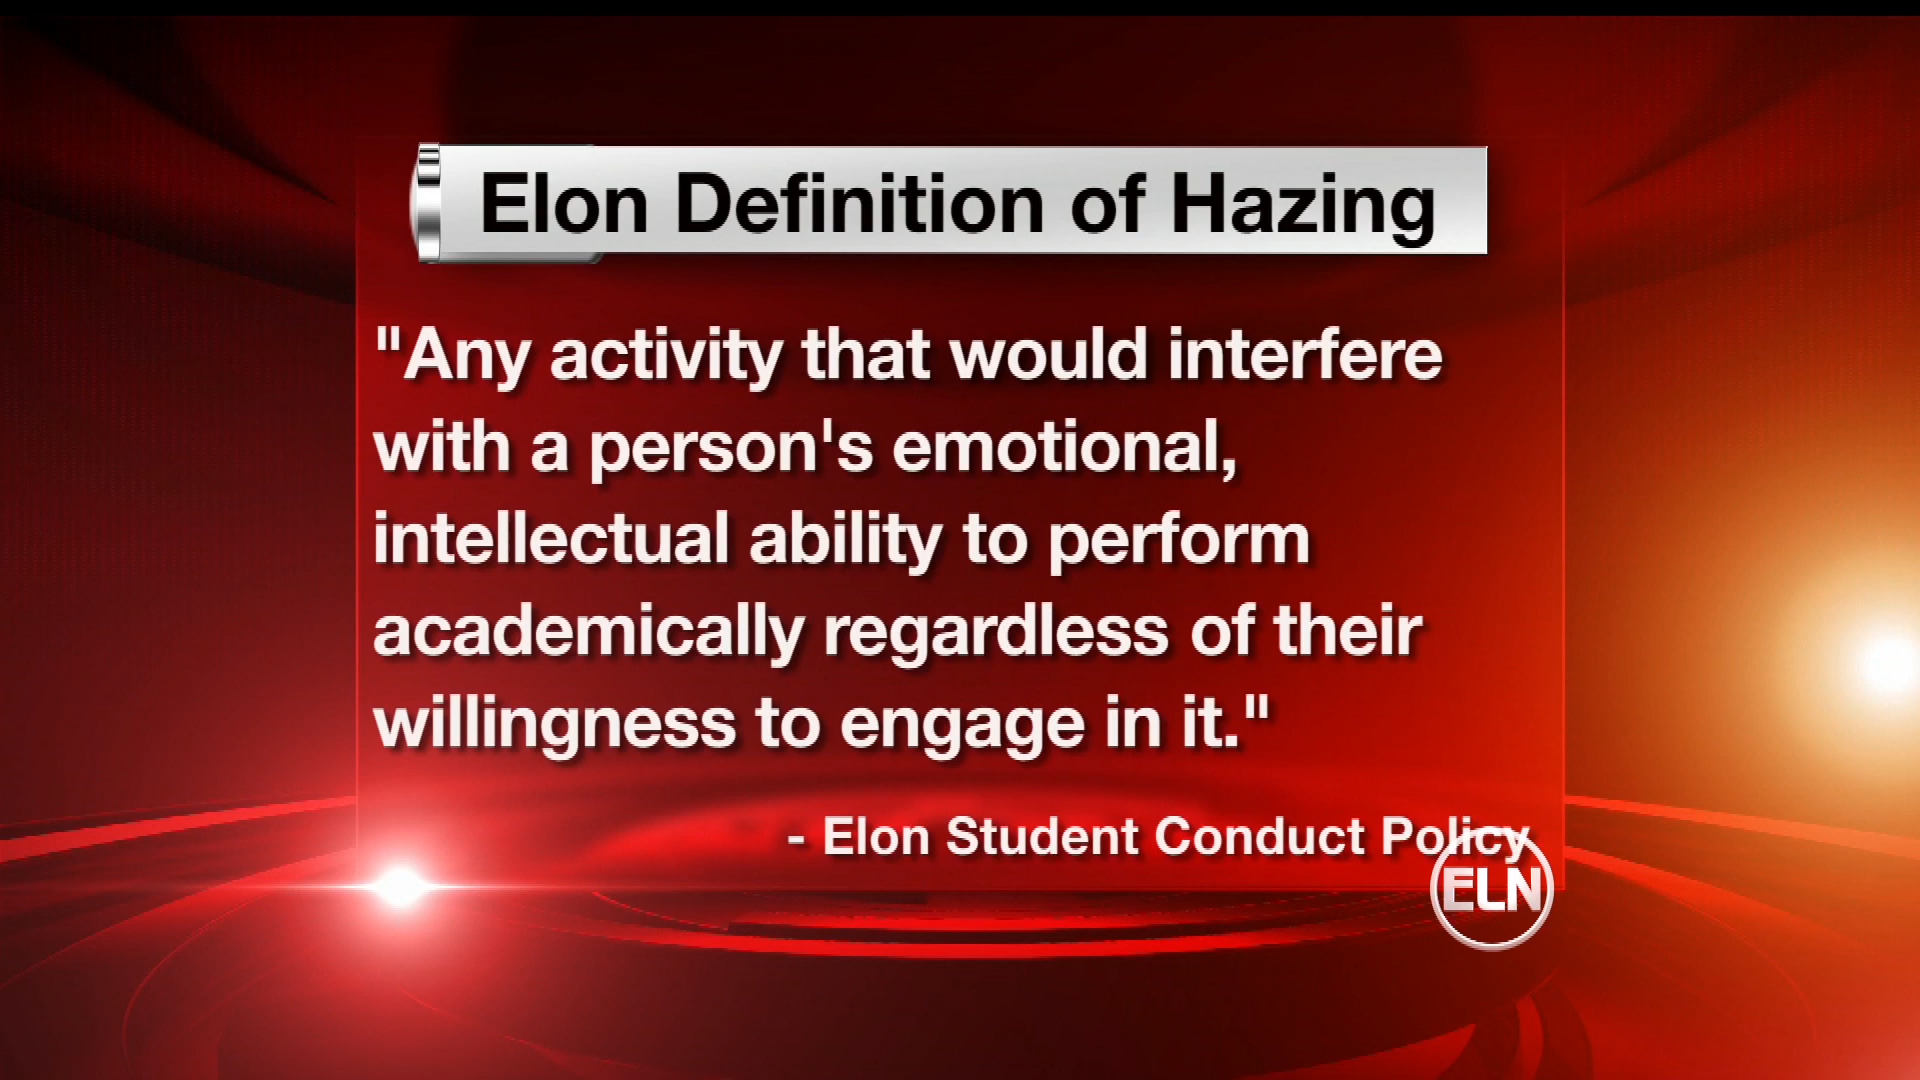 Elon Definition of Hazing
"Any activity that would interfere
with a person's emotional,
intellectual ability to perform
academically regardless of their
willingness to engage in it."
- Elon Student Conduct Policy
ELN